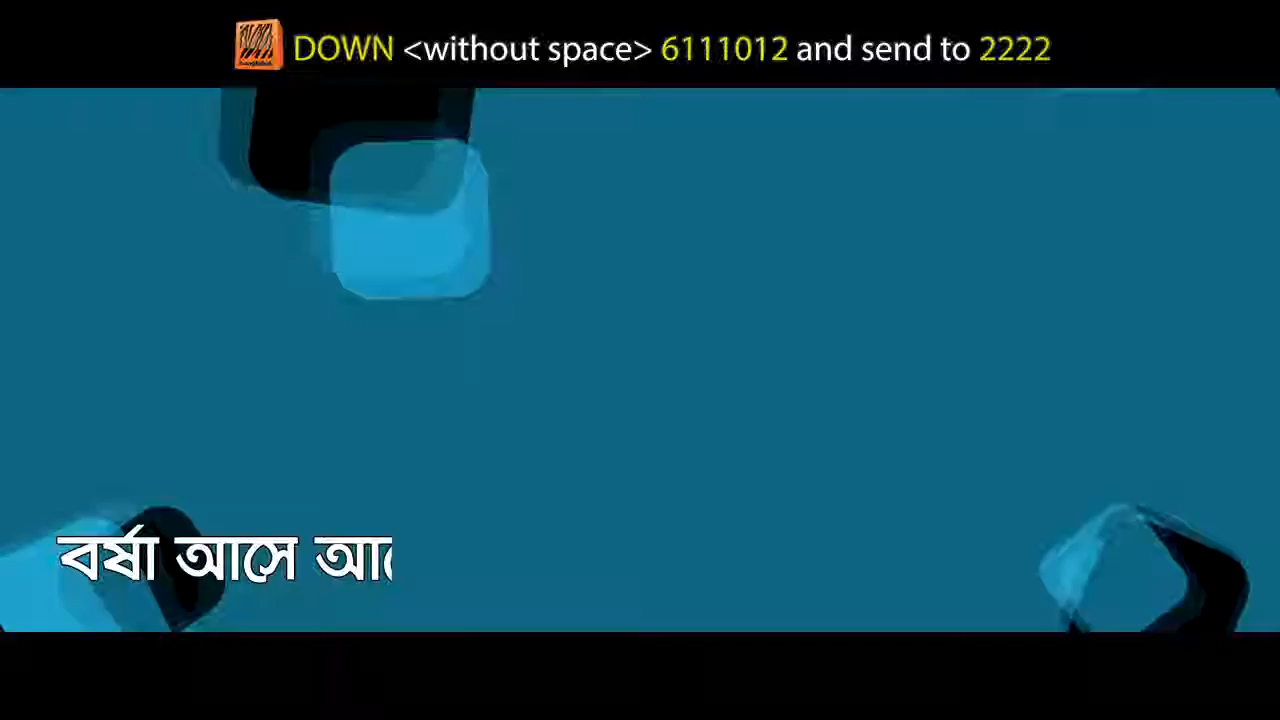 DOWN <without space> 6111012 and send to 2222
বর্ষা আসে